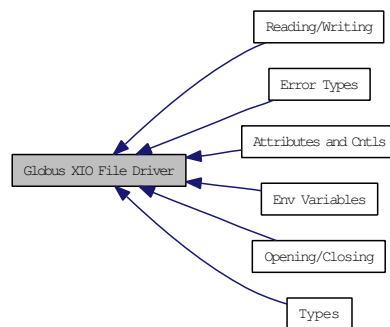 Reading/Writing
Error Types
Attributes and Cntls
Globus XIO File Driver
Env Variables
Opening/Closing
Types